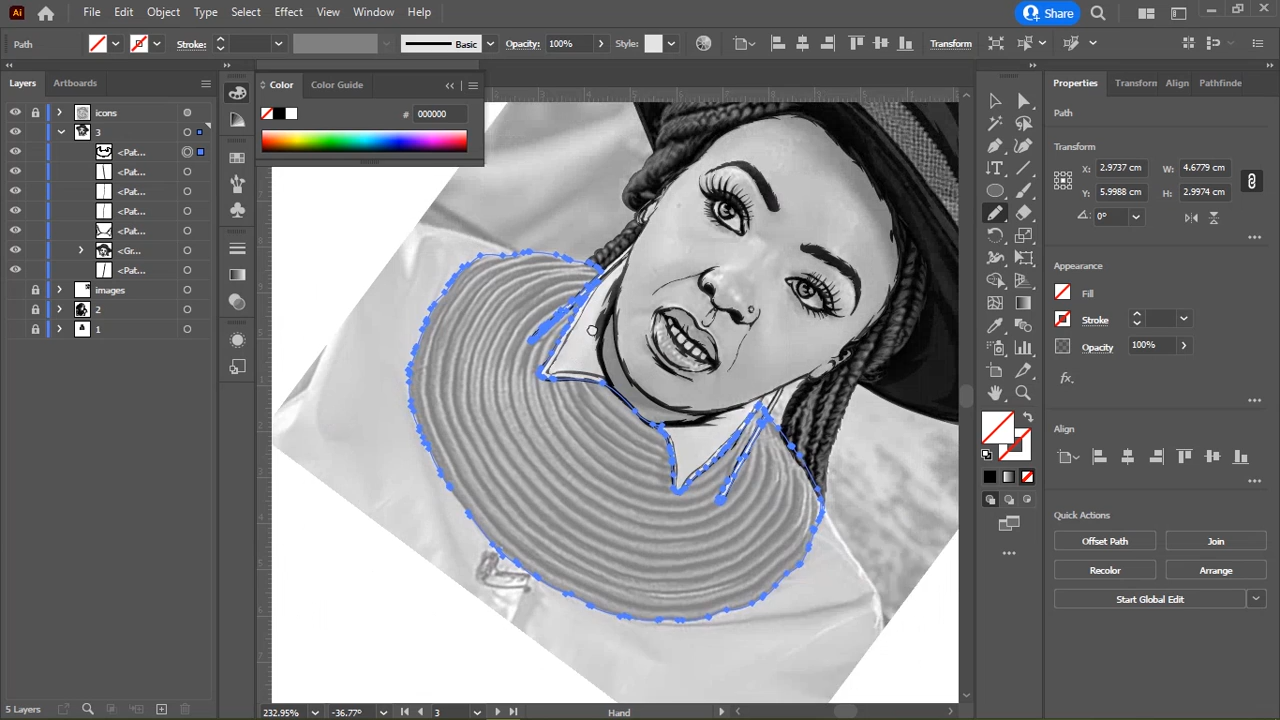 Ai File Edit Object Type Select Effect View Window Help Share
Path Stroke: Basic Opacity: 100% Style: Transform
Layers Artboards Color Color Guide Properties Transform Align Pathfinde
icons # 000000 Path
3 Transform
<Pat... X: 2.9737 cm W: 4.6779 cm
<Pat... Y: 5.9988 cm H: 2.9974 cm
<Pat... 0°
<Pat...
<Pat... Appearance
<Gr... Fill
<Pat... Stroke
images Opacity 100%
2 fx.
1
Align
Quick Actions
Offset Path Join
Recolor Arrange
Start Global Edit
5 Layers 232.95% -36.77° 3 Hand